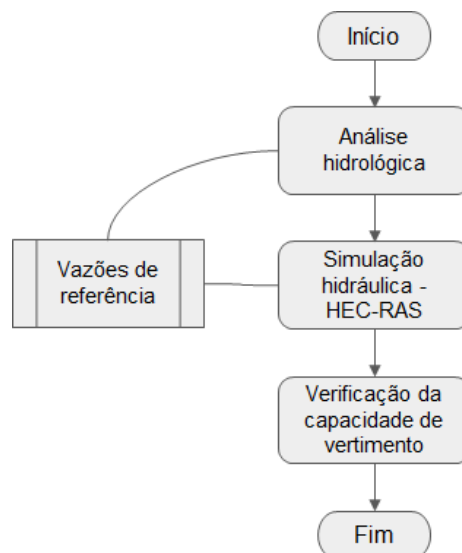 Início
Análise
hidrológica
Vazões de
referência
Simulação
hidráulica -
HEC-RAS
Verificação da
capacidade de
vertimento
Fim